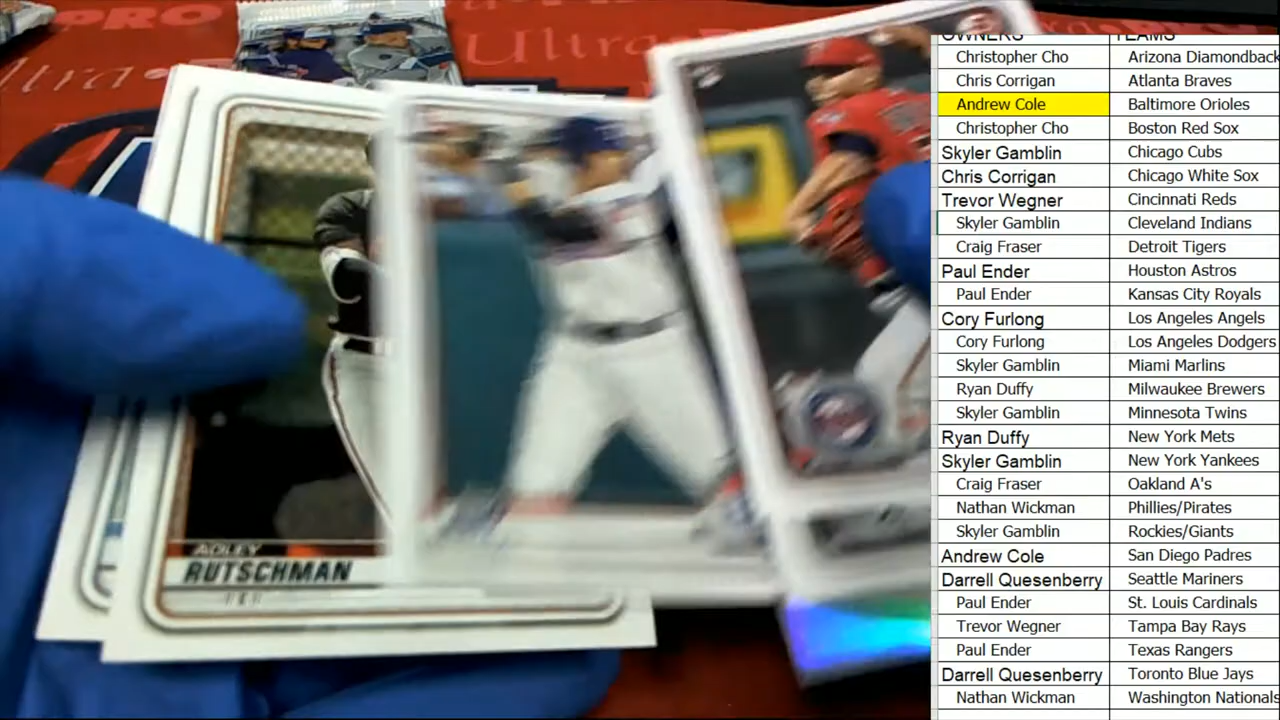 PRO
Ultra
OWNERS TEAMS
Christopher Cho Arizona Diamondback
Chris Corrigan Atlanta Braves
Andrew Cole Baltimore Orioles
Christopher Cho Boston Red Sox
Skyler Gamblin Chicago Cubs
Chris Corrigan Chicago White Sox
Trevor Wegner Cincinnati Reds
Skyler Gamblin Cleveland Indians
Craig Fraser Detroit Tigers
Paul Ender Houston Astros
Paul Ender Kansas City Royals
Cory Furlong Los Angeles Angels
Cory Furlong Los Angeles Dodgers
Skyler Gamblin Miami Marlins
Ryan Duffy Milwaukee Brewers
Skyler Gamblin Minnesota Twins
Ryan Duffy New York Mets
Skyler Gamblin New York Yankees
Craig Fraser Oakland A's
Nathan Wickman Phillies/Pirates
Skyler Gamblin Rockies/Giants
Andrew Cole San Diego Padres
Darrell Quesenberry Seattle Mariners
Paul Ender St. Louis Cardinals
Trevor Wegner Tampa Bay Rays
Paul Ender Texas Rangers
Darrell Quesenberry Toronto Blue Jays
Nathan Wickman Washington Nationals
ADLEY
RUTSCHMAN